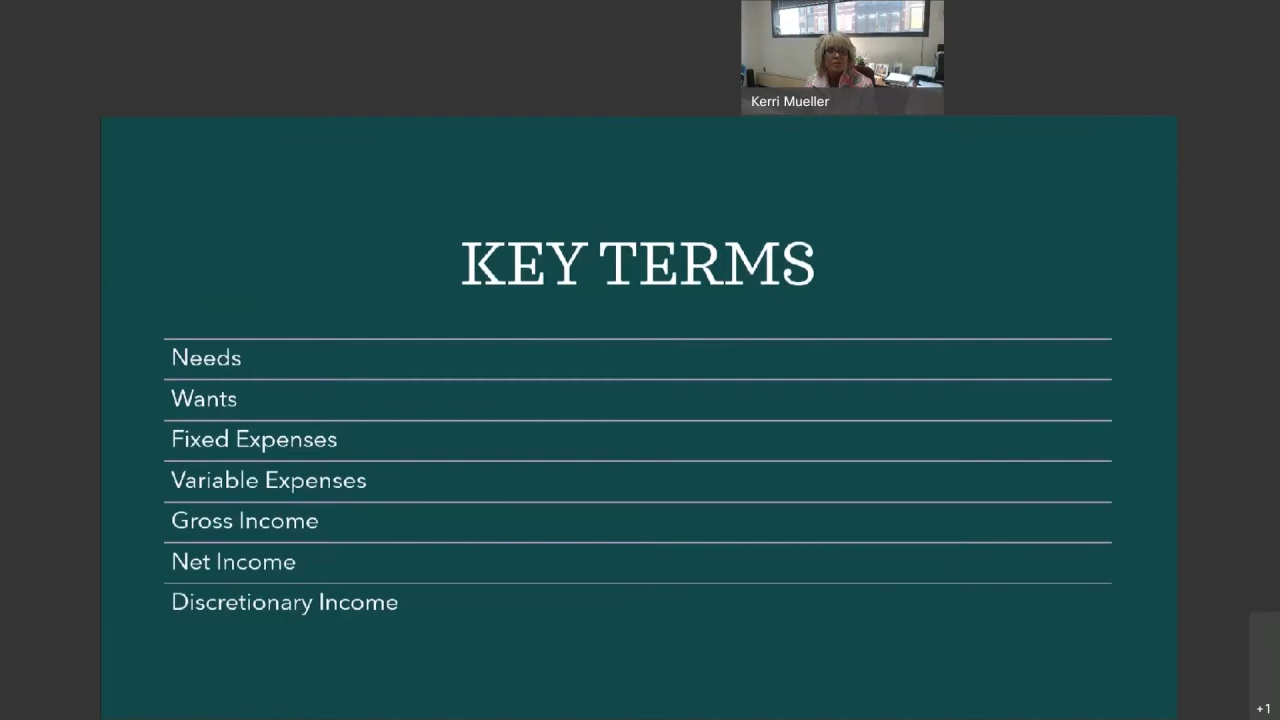 Kerri Mueller
KEY TERMS
Needs
Wants
Fixed Expenses
Variable Expenses
Gross Income
Net Income
Discretionary Income
+1